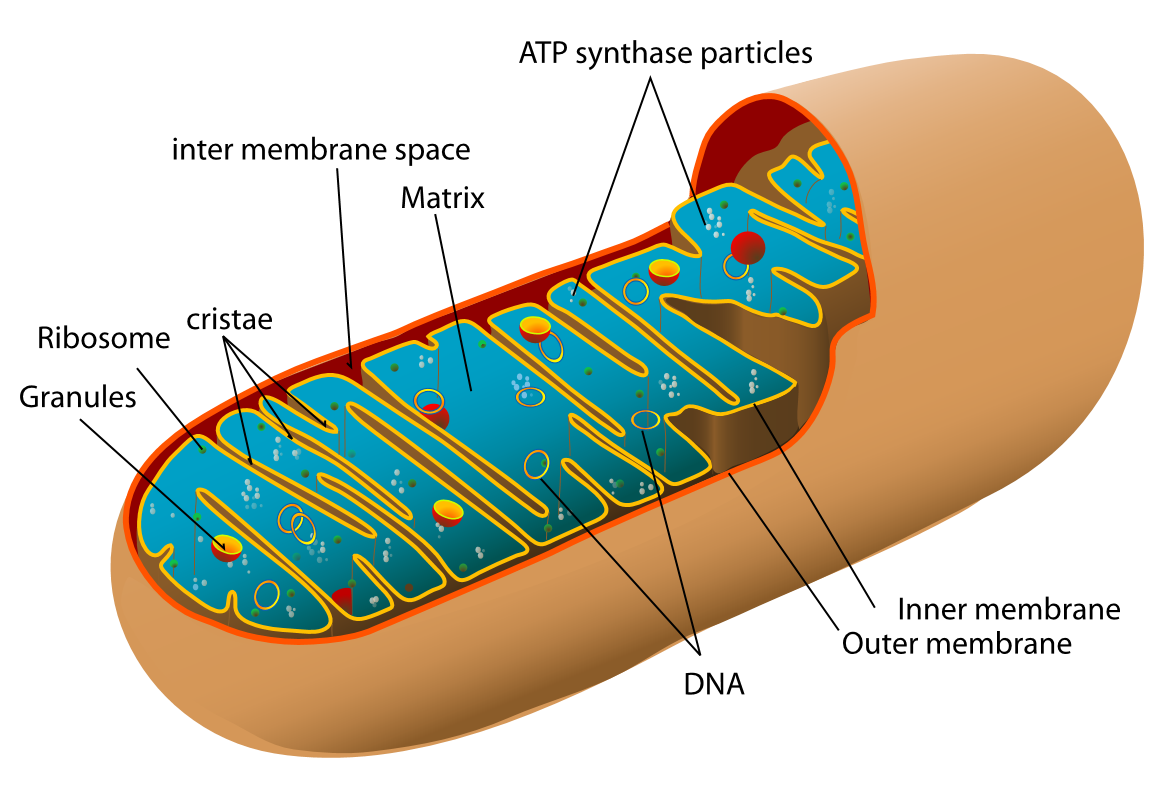 ATP synthase particles
inter membrane space
Matrix
cristae
Ribosome
Granules
Inner membrane
Outer membrane
DNA